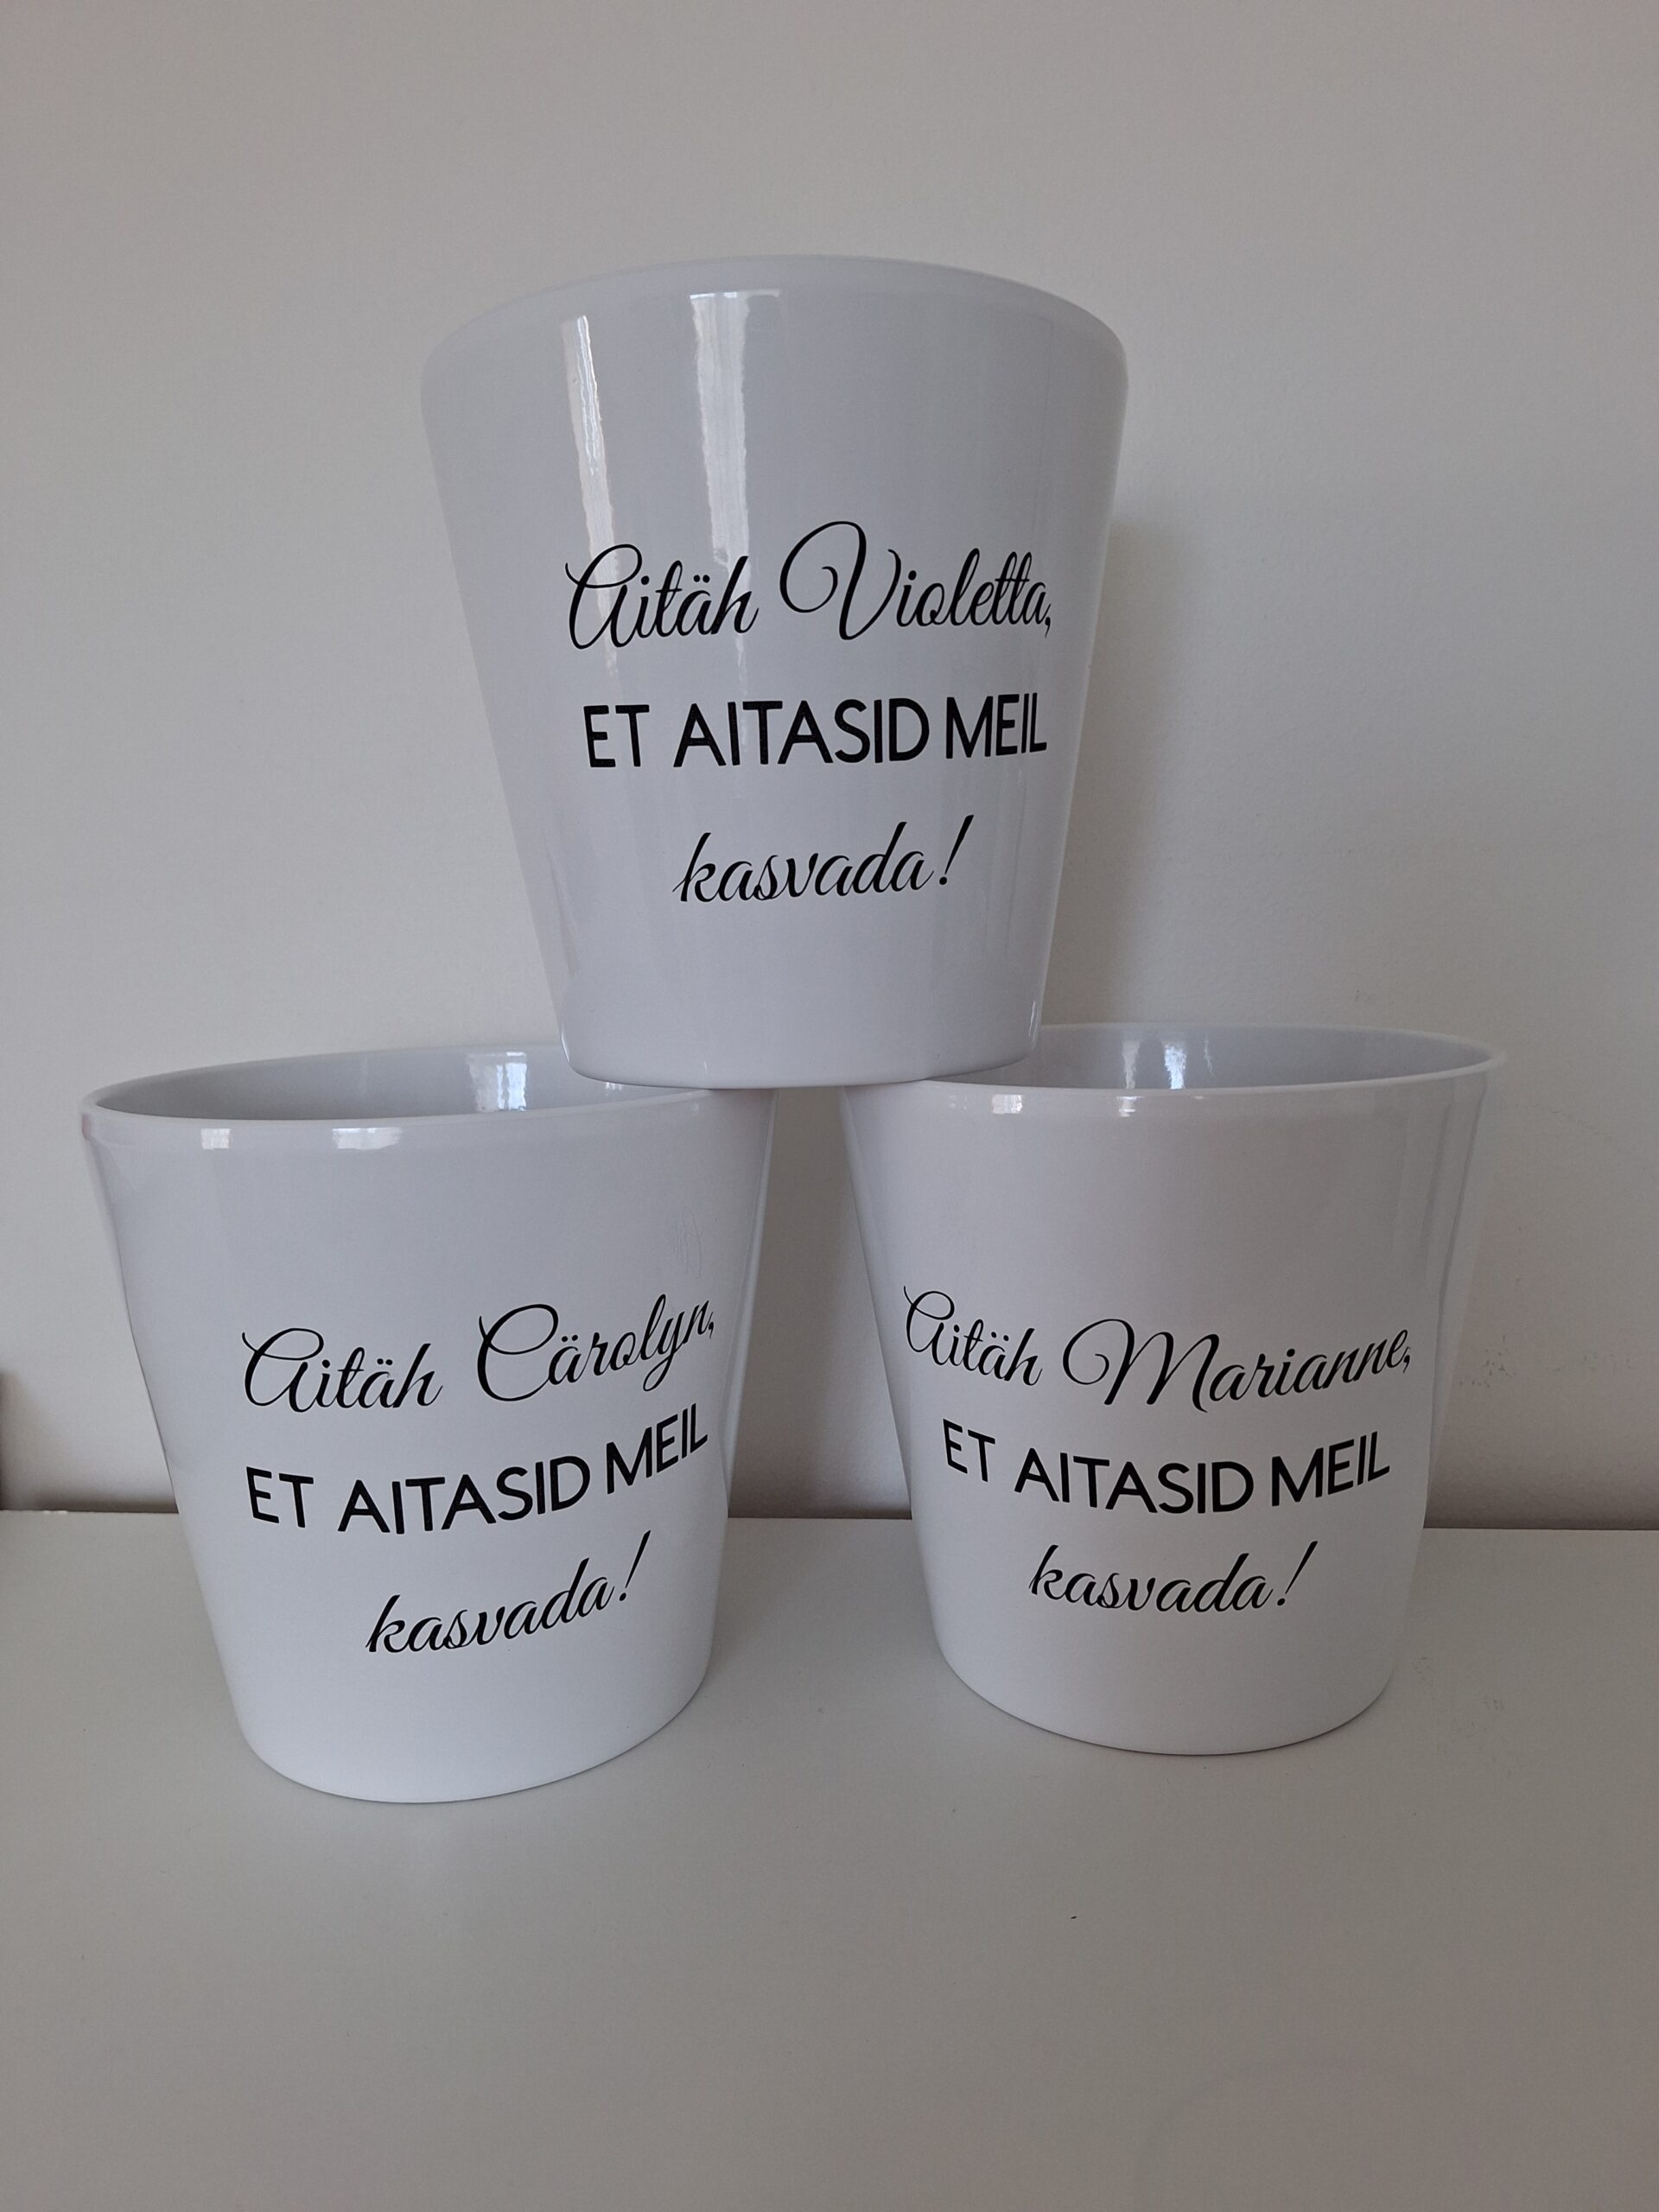 Aitäh Violetta,
ET AITASID MEIL
kasvada!
Aitäh Cärolyn,
ET AITASID MEIL
kasvada!
Aitäh Marianne,
ET AITASID MEIL
kasvada!